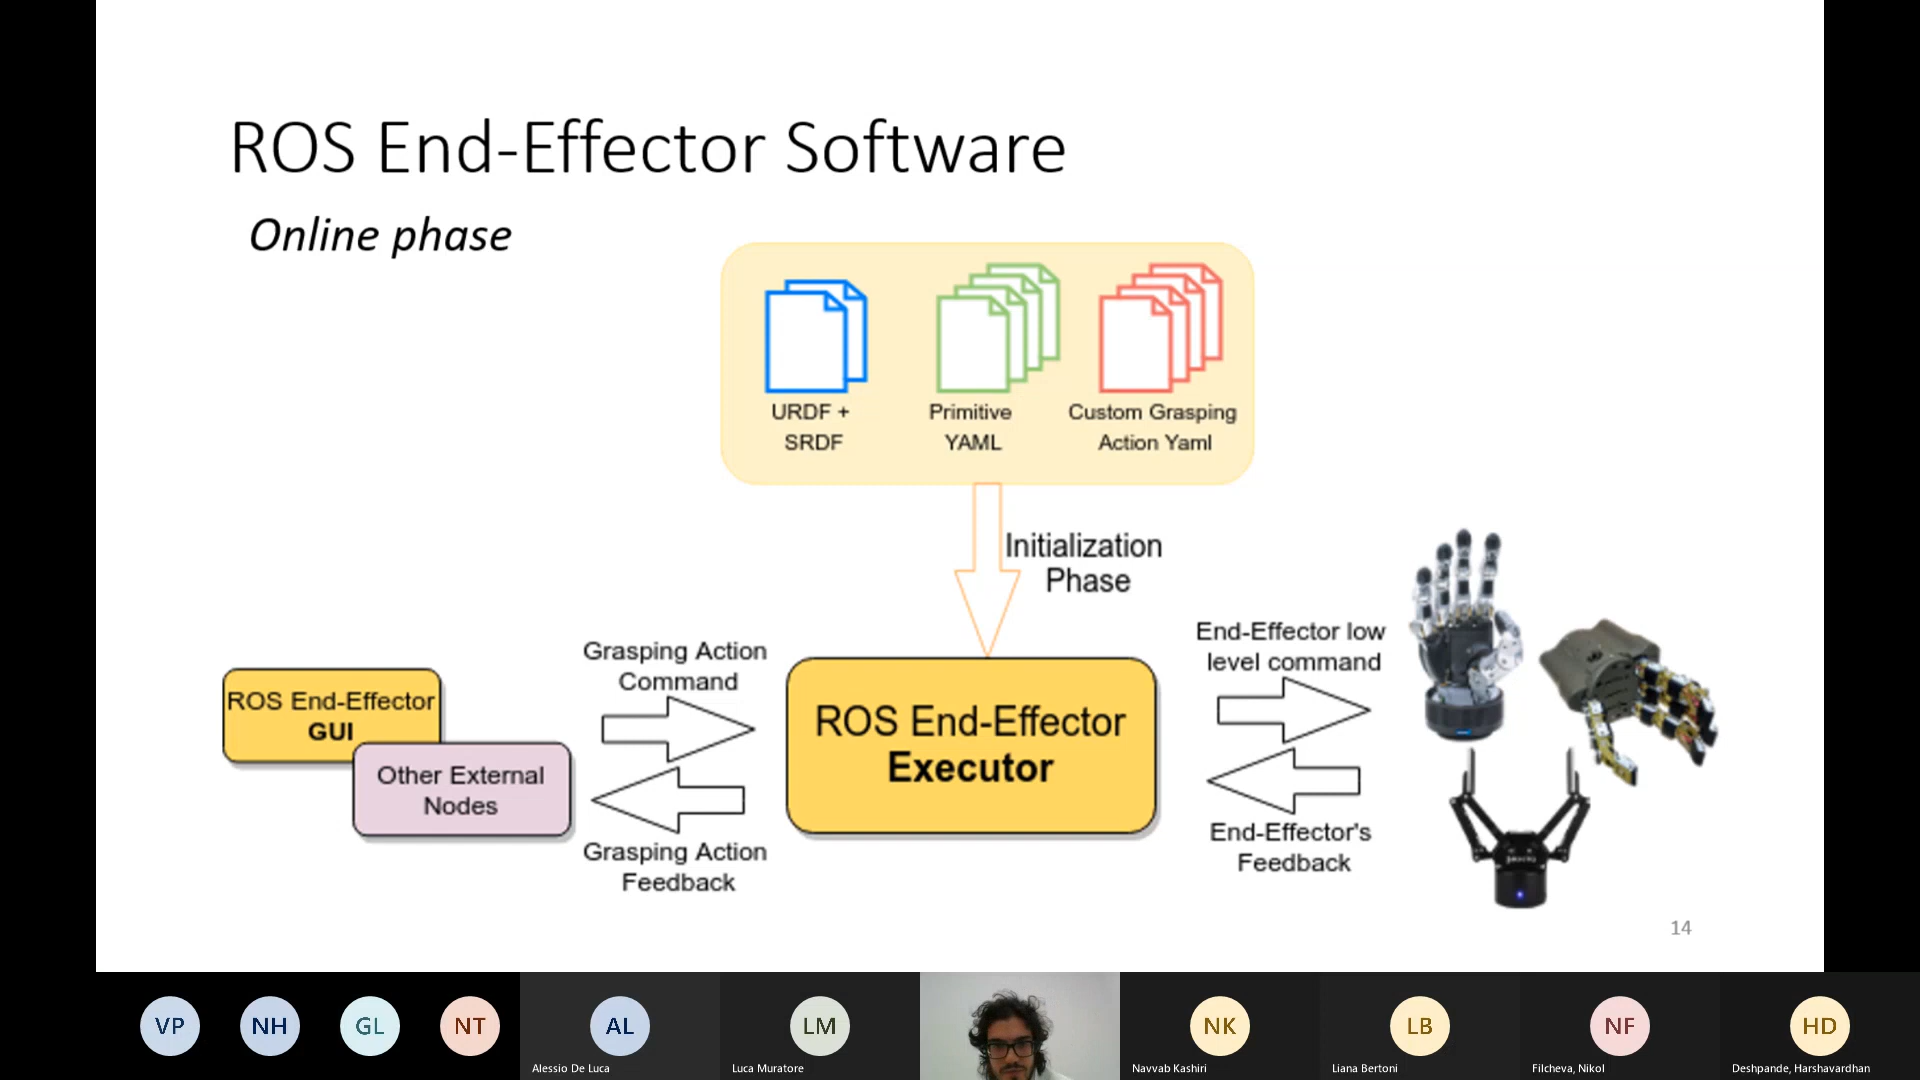 ROS End-Effector Software
Online phase
URDF +
SRDF
Primitive
YAML
Custom Grasping
Action Yaml
Initialization
Phase
Grasping Action
Command
ROS End-Effector
GUI
Other External
Nodes
Grasping Action
Feedback
ROS End-Effector
Executor
End-Effector low
level command
End-Effector's
Feedback
14
VP
NH
GL
NT
AL
Alessio De Luca
LM
Luca Muratore
NK
Navvab Kashiri
LB
Liana Bertoni
NF
Filcheva, Nikol
HD
Deshpande, Harshavardhan